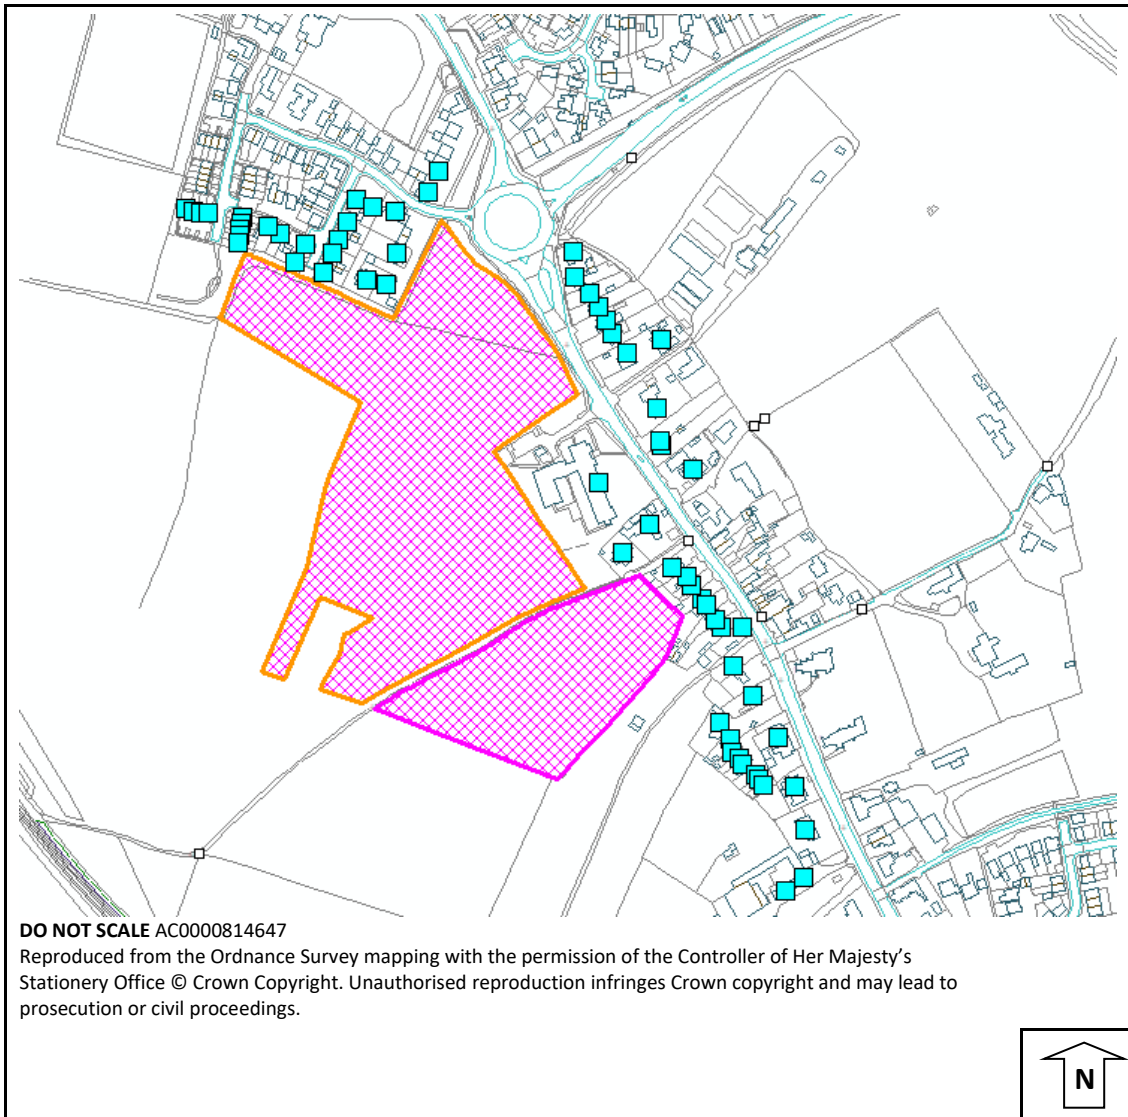 DO NOT SCALE AC0000814647
Reproduced from the Ordnance Survey mapping with the permission of the Controller of Her Majesty’s
Stationery Office © Crown Copyright. Unauthorised reproduction infringes Crown copyright and may lead to
prosecution or civil proceedings.
N